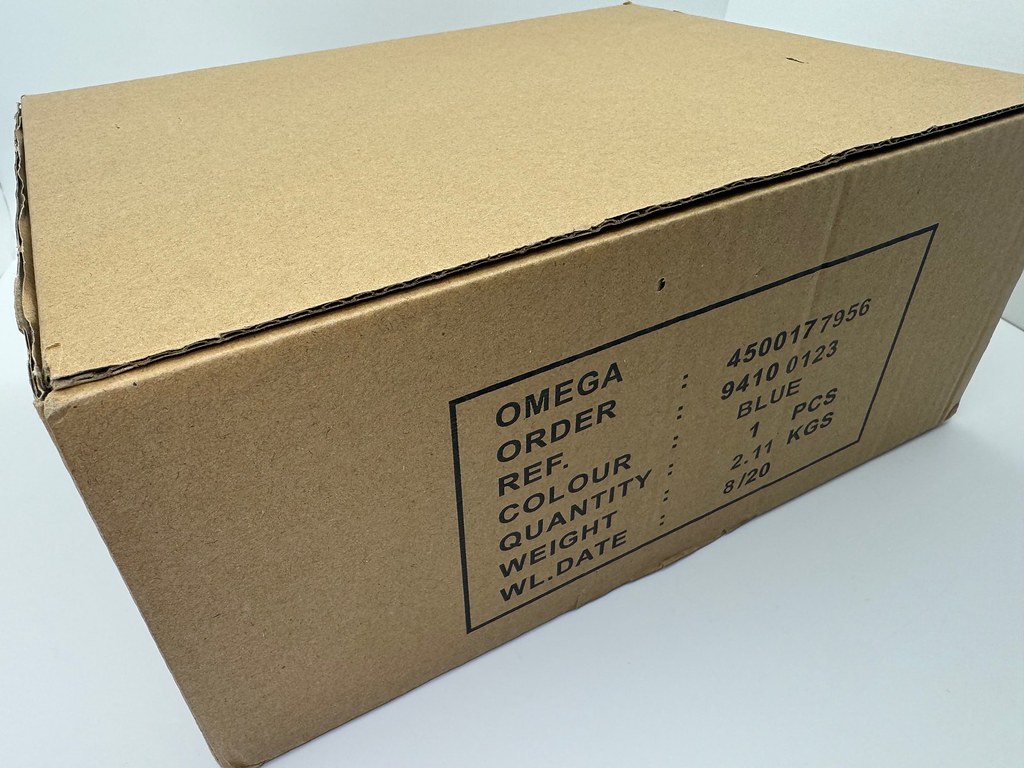 OMEGA
ORDER : 4500177956
REF. : 9410 0123
COLOUR : BLUE
QUANTITY : 1 PCS
WEIGHT : 2.11 KGS
WL.DATE : 8/20